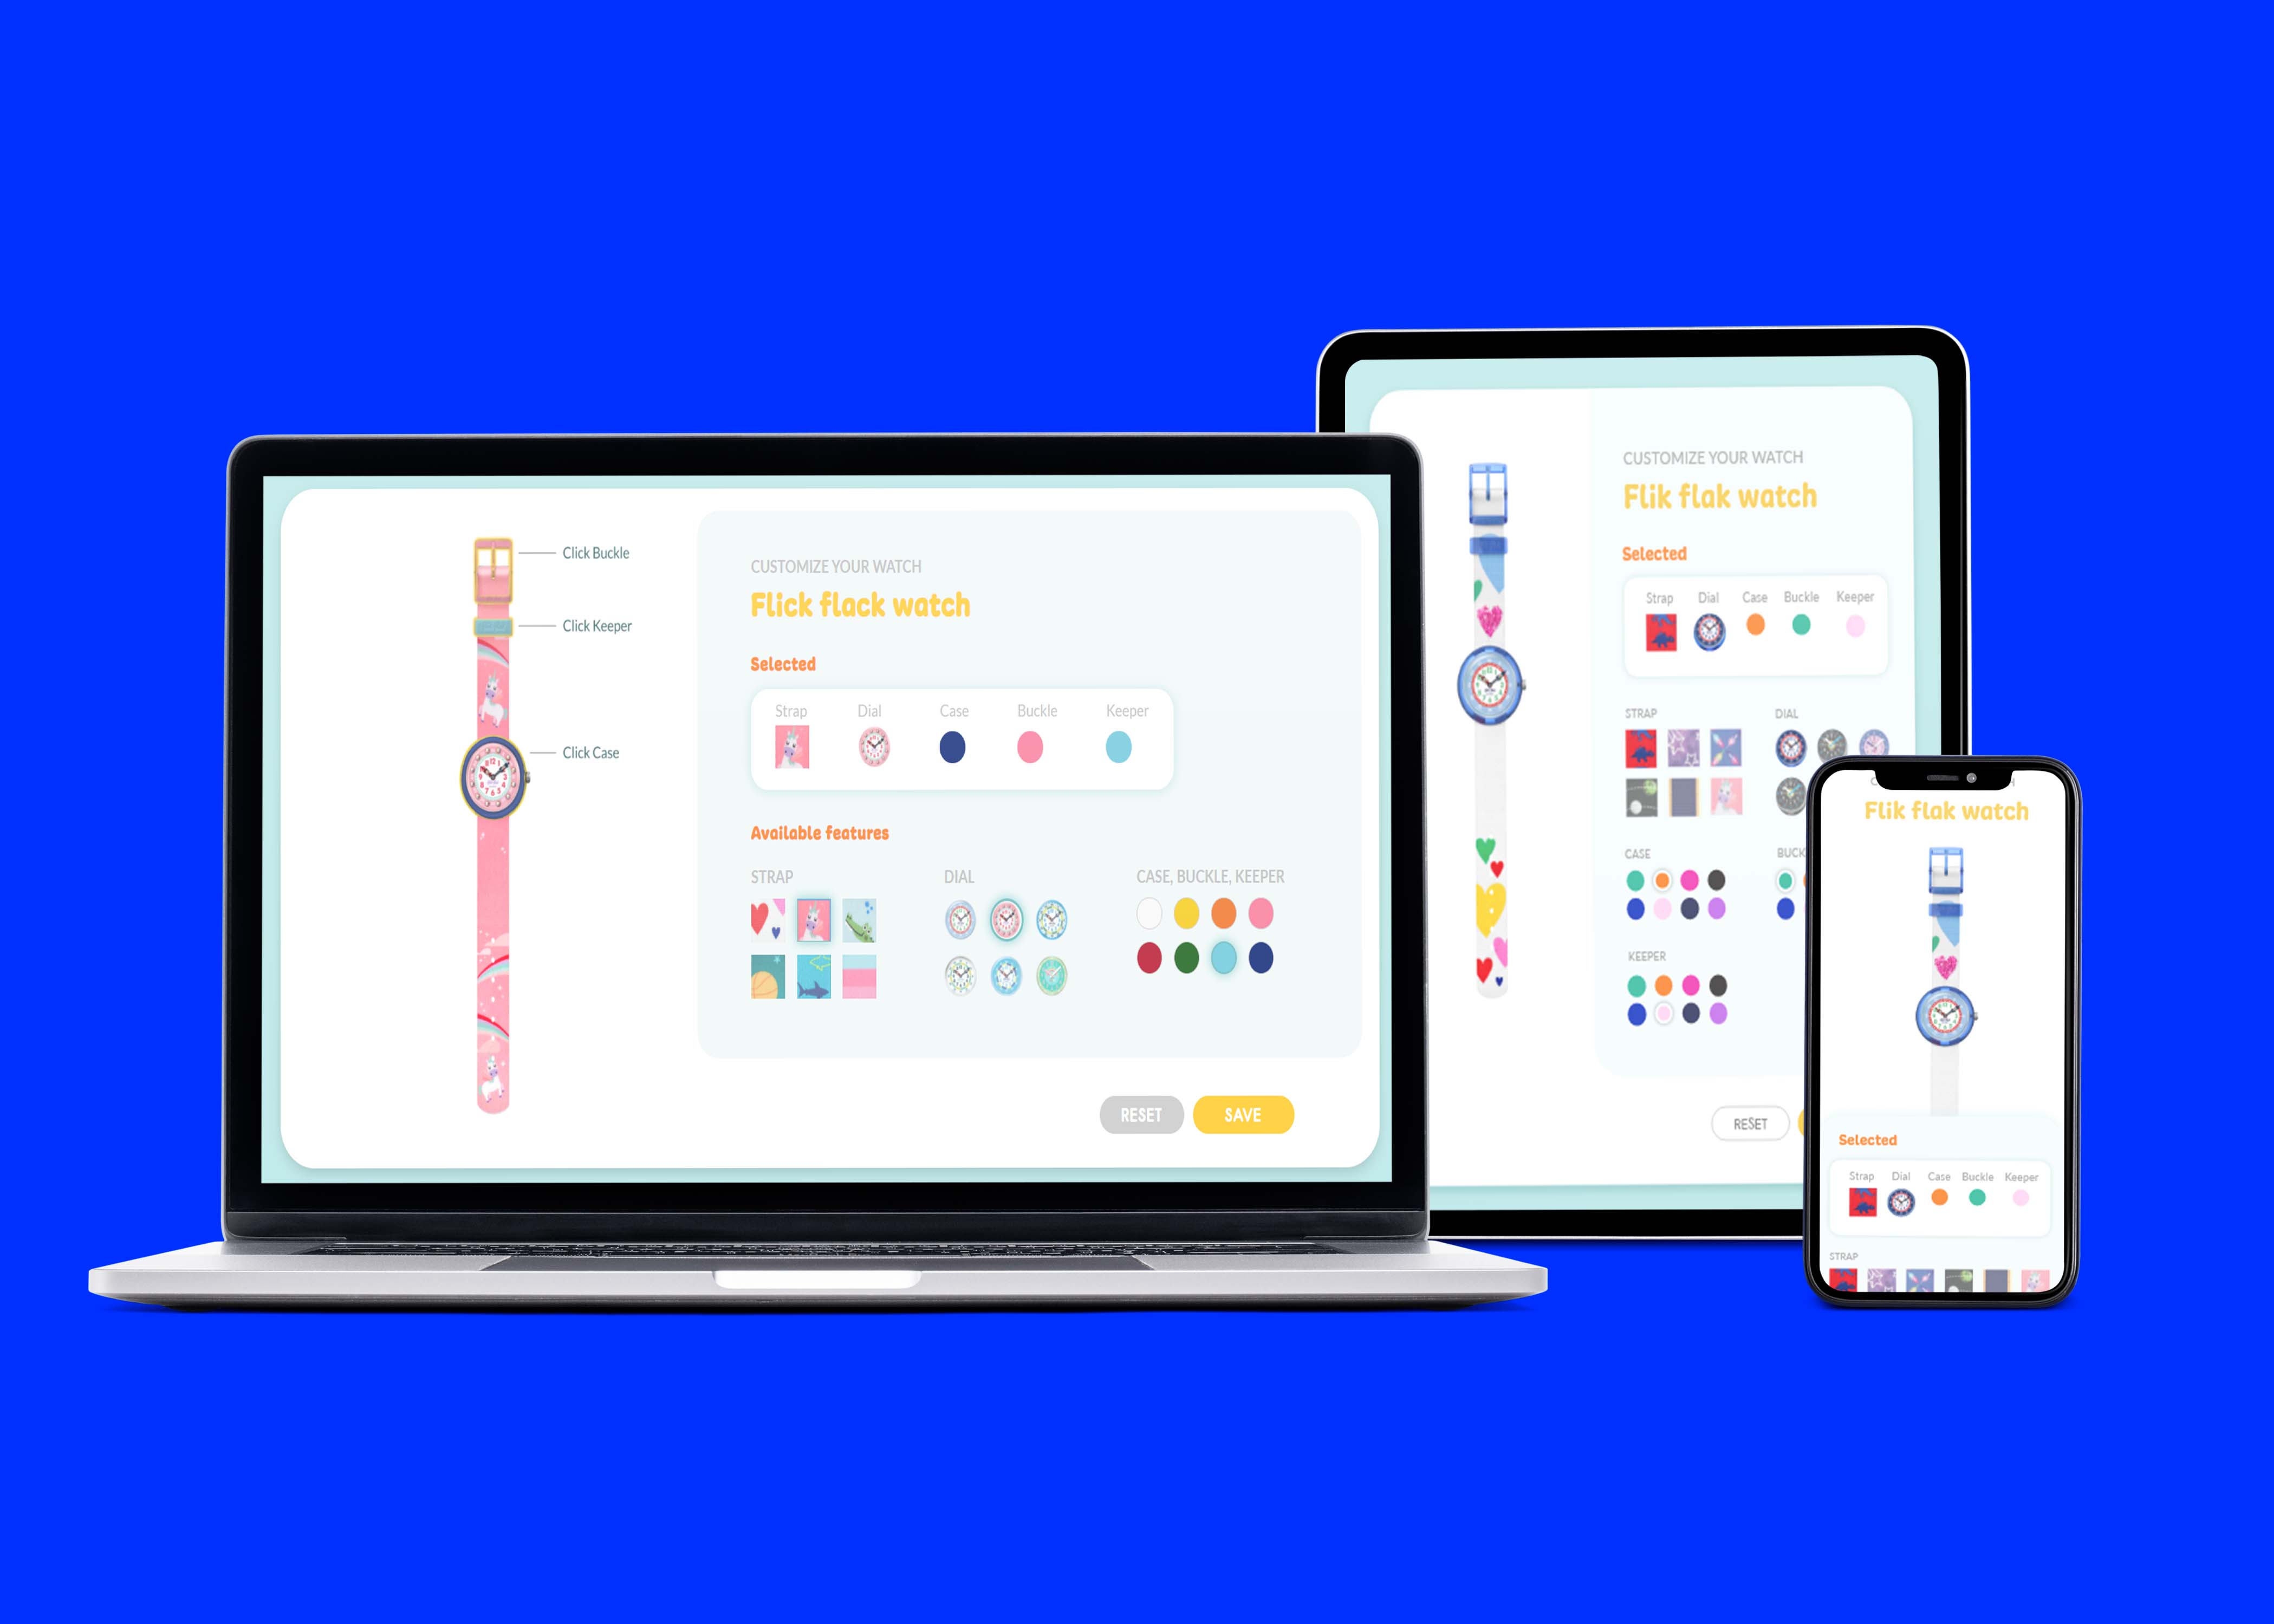 Click Buckle
Click Keeper
Click Case
CUSTOMIZE YOUR WATCH
Flick flack watch
Selected
Strap Dial Case Buckle Keeper
Available features
STRAP DIAL CASE, BUCKLE, KEEPER
RESET SAVE
CUSTOMIZE YOUR WATCH
Flik flak watch
Selected
Strap Dial Case Buckle Keeper
STRAP DIAL
CASE BUCK
KEEPER
RESET
Flik flak watch
Selected
Strap Dial Case Buckle Keeper
STRAP